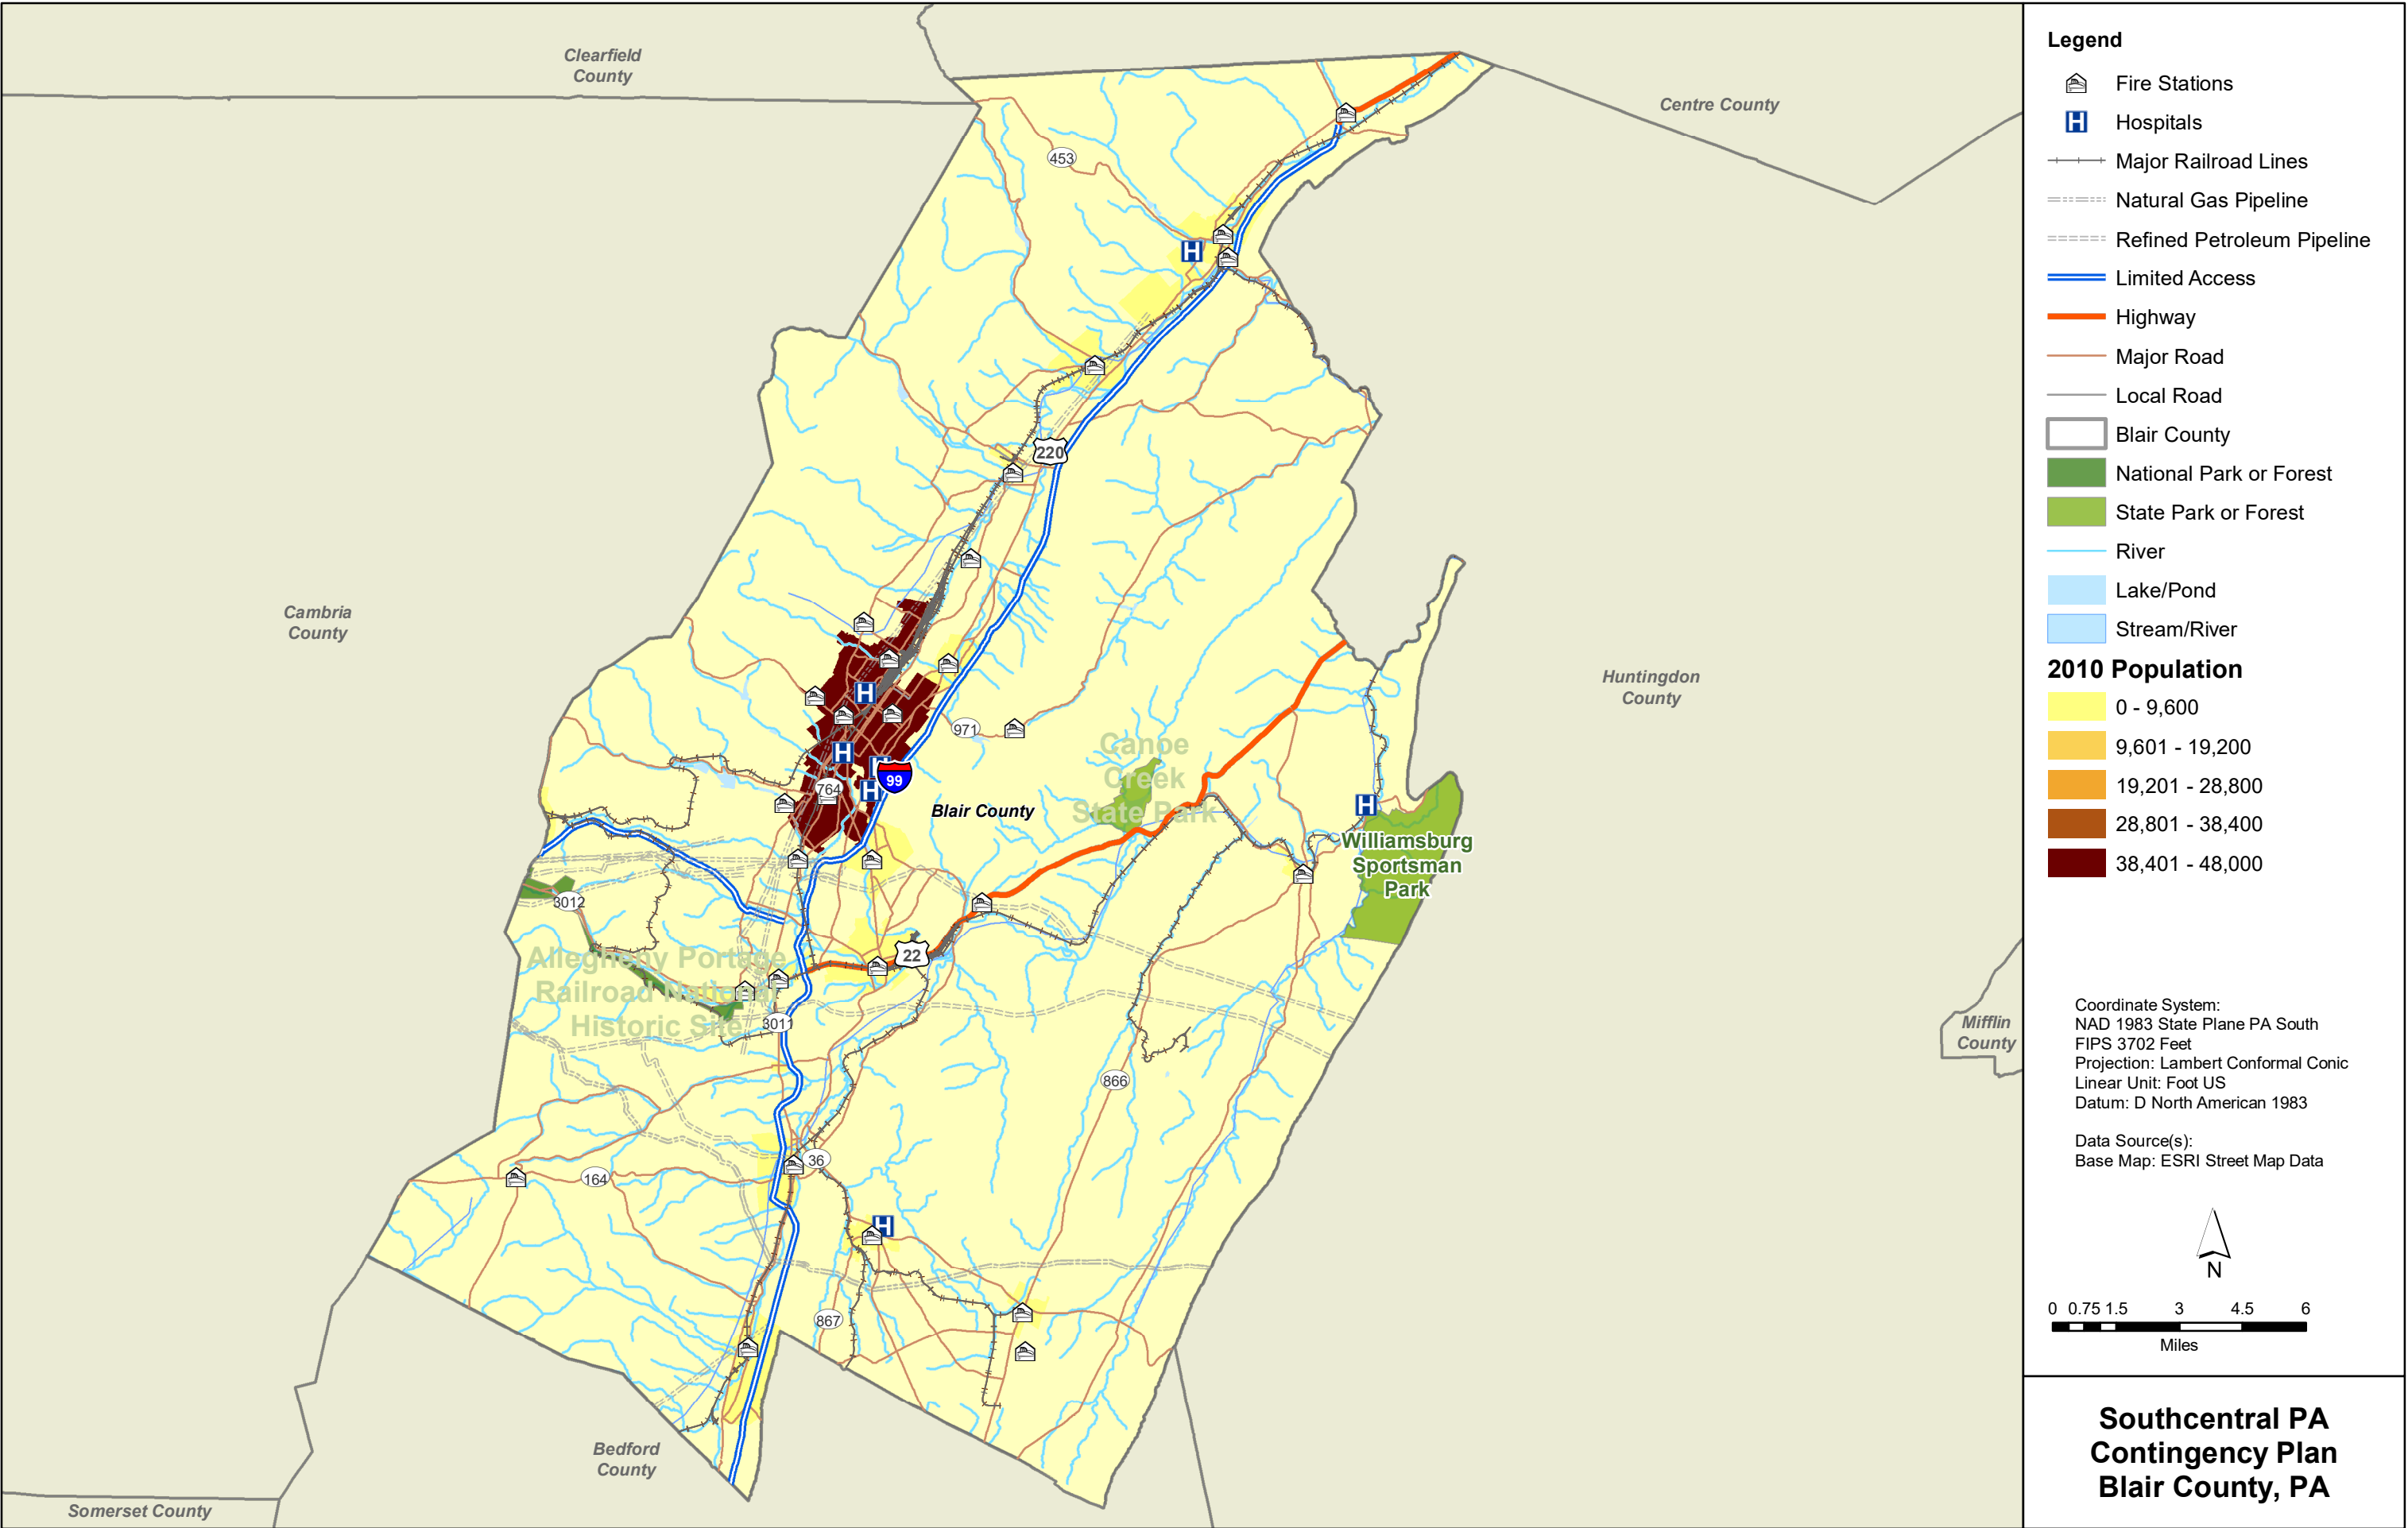 Clearfield
County
Centre County
453
220
Cambria
County
Huntingdon
County
971
99
764
Blair County
Canoe
Creek
State Park
Williamsburg
Sportsman
Park
3012
22
Allegheny Portage
Railroad National
Historic Site
3011
Mifflin
County
866
36
164
867
Bedford
County
Somerset County
H
H
H
H
H
H
H
Legend
Fire Stations
H Hospitals
Major Railroad Lines
Natural Gas Pipeline
Refined Petroleum Pipeline
Limited Access
Highway
Major Road
Local Road
Blair County
National Park or Forest
State Park or Forest
River
Lake/Pond
Stream/River
2010 Population
0 - 9,600
9,601 - 19,200
19,201 - 28,800
28,801 - 38,400
38,401 - 48,000
Coordinate System:
NAD 1983 State Plane PA South
FIPS 3702 Feet
Projection: Lambert Conformal Conic
Linear Unit: Foot US
Datum: D North American 1983
Data Source(s):
Base Map: ESRI Street Map Data
N
0 0.75 1.5 3 4.5 6
Miles
Southcentral PA
Contingency Plan
Blair County, PA